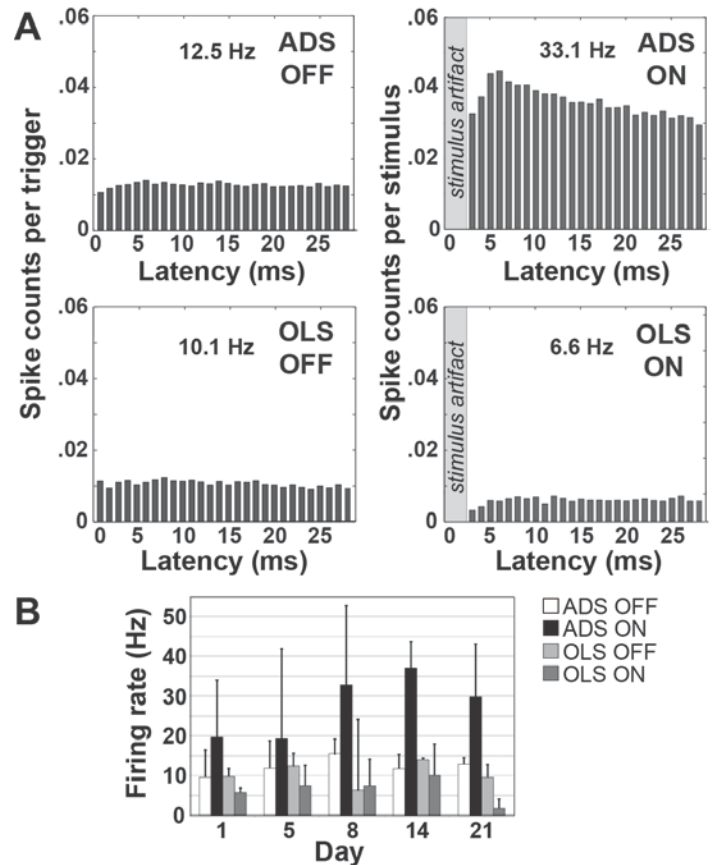 A
Spike counts per trigger
.06
.04
.02
.01
0
12.5 Hz
ADS
OFF
0 5 10 15 20 25
Latency (ms)
Spike counts per stimulus
.06
.04
.02
.01
0
stimulus artifact
33.1 Hz
ADS
ON
0 5 10 15 20 25
Latency (ms)
.06
.04
.02
0
10.1 Hz
OLS
OFF
0 5 10 15 20 25
Latency (ms)
.06
.04
.02
0
stimulus artifact
6.6 Hz
OLS
ON
0 5 10 15 20 25
Latency (ms)
B
Firing rate (Hz)
50
40
30
20
10
0
1 5 8 14 21
Day
ADS OFF
ADS ON
OLS OFF
OLS ON